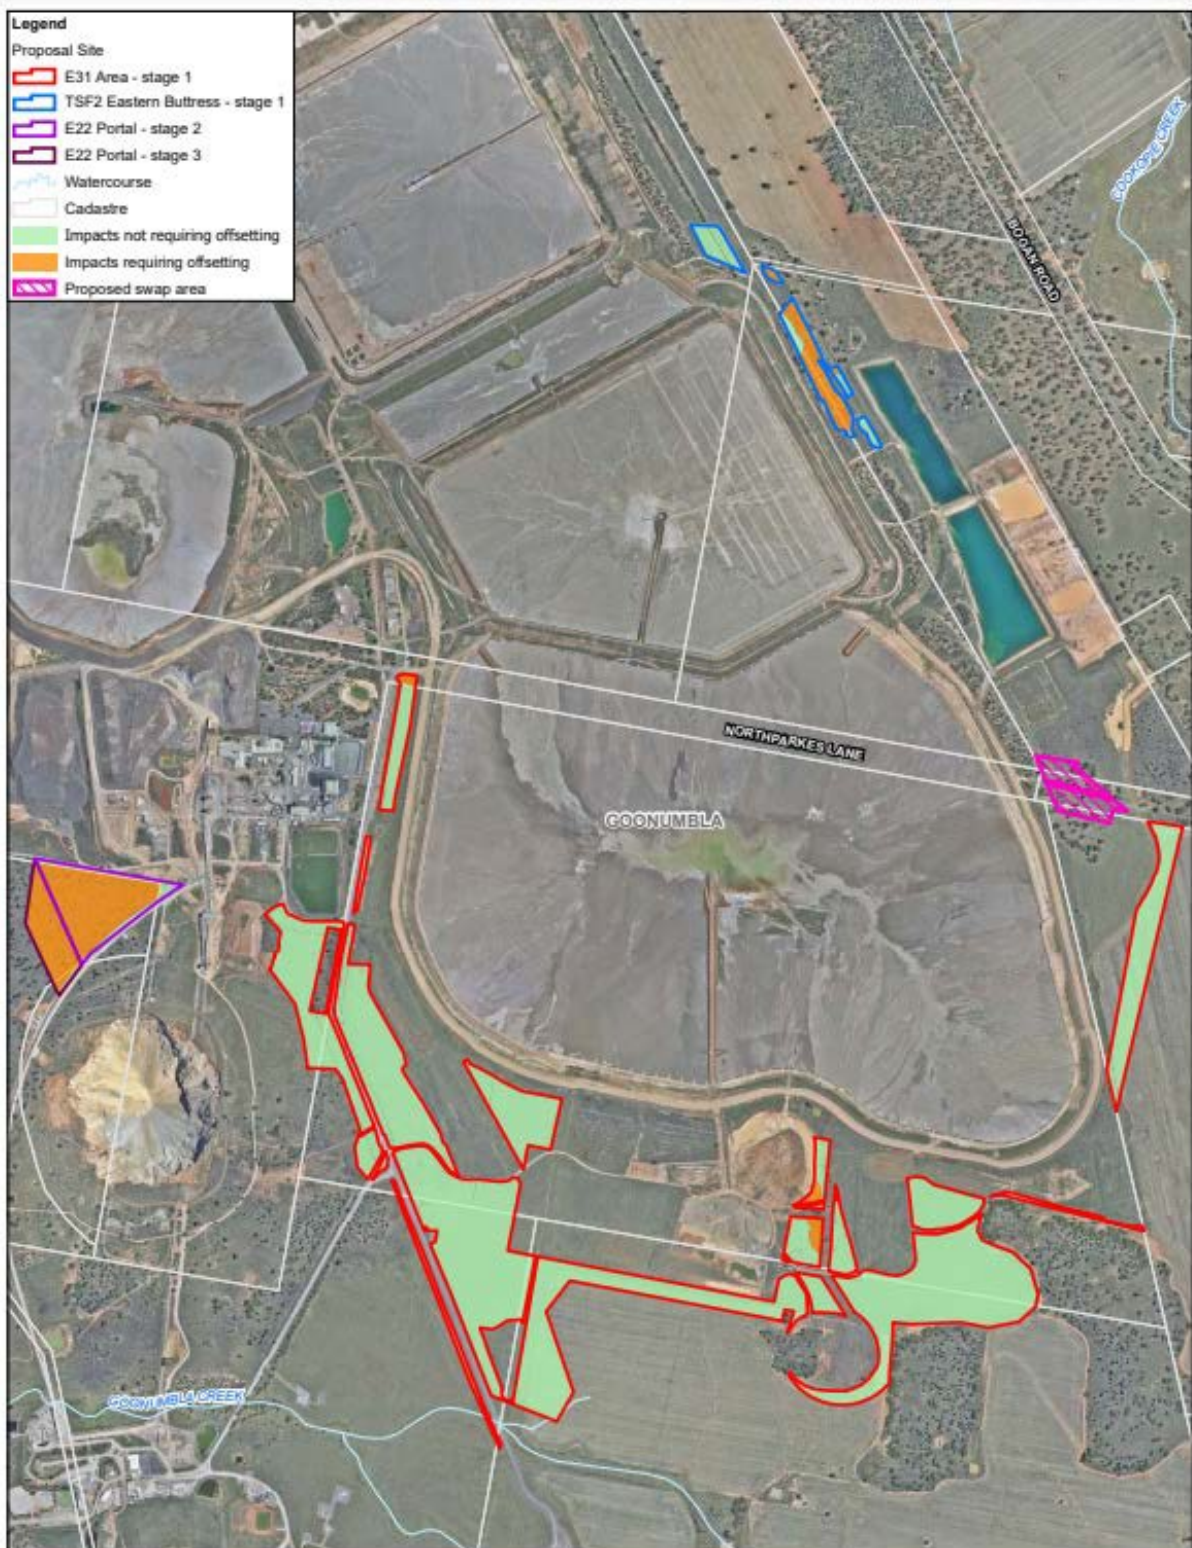 Legend
Proposal Site
E31 Area - stage 1
TSF2 Eastern Buttress - stage 1
E22 Portal - stage 2
E22 Portal - stage 3
Watercourse
Cadastre
Impacts not requiring offsetting
Impacts requiring offsetting
Proposed swap area
COOKOPIE CREEK
BOGAN ROAD
NORTHPARKES LANE
GOONUMBLA
GOONUMBLA CREEK